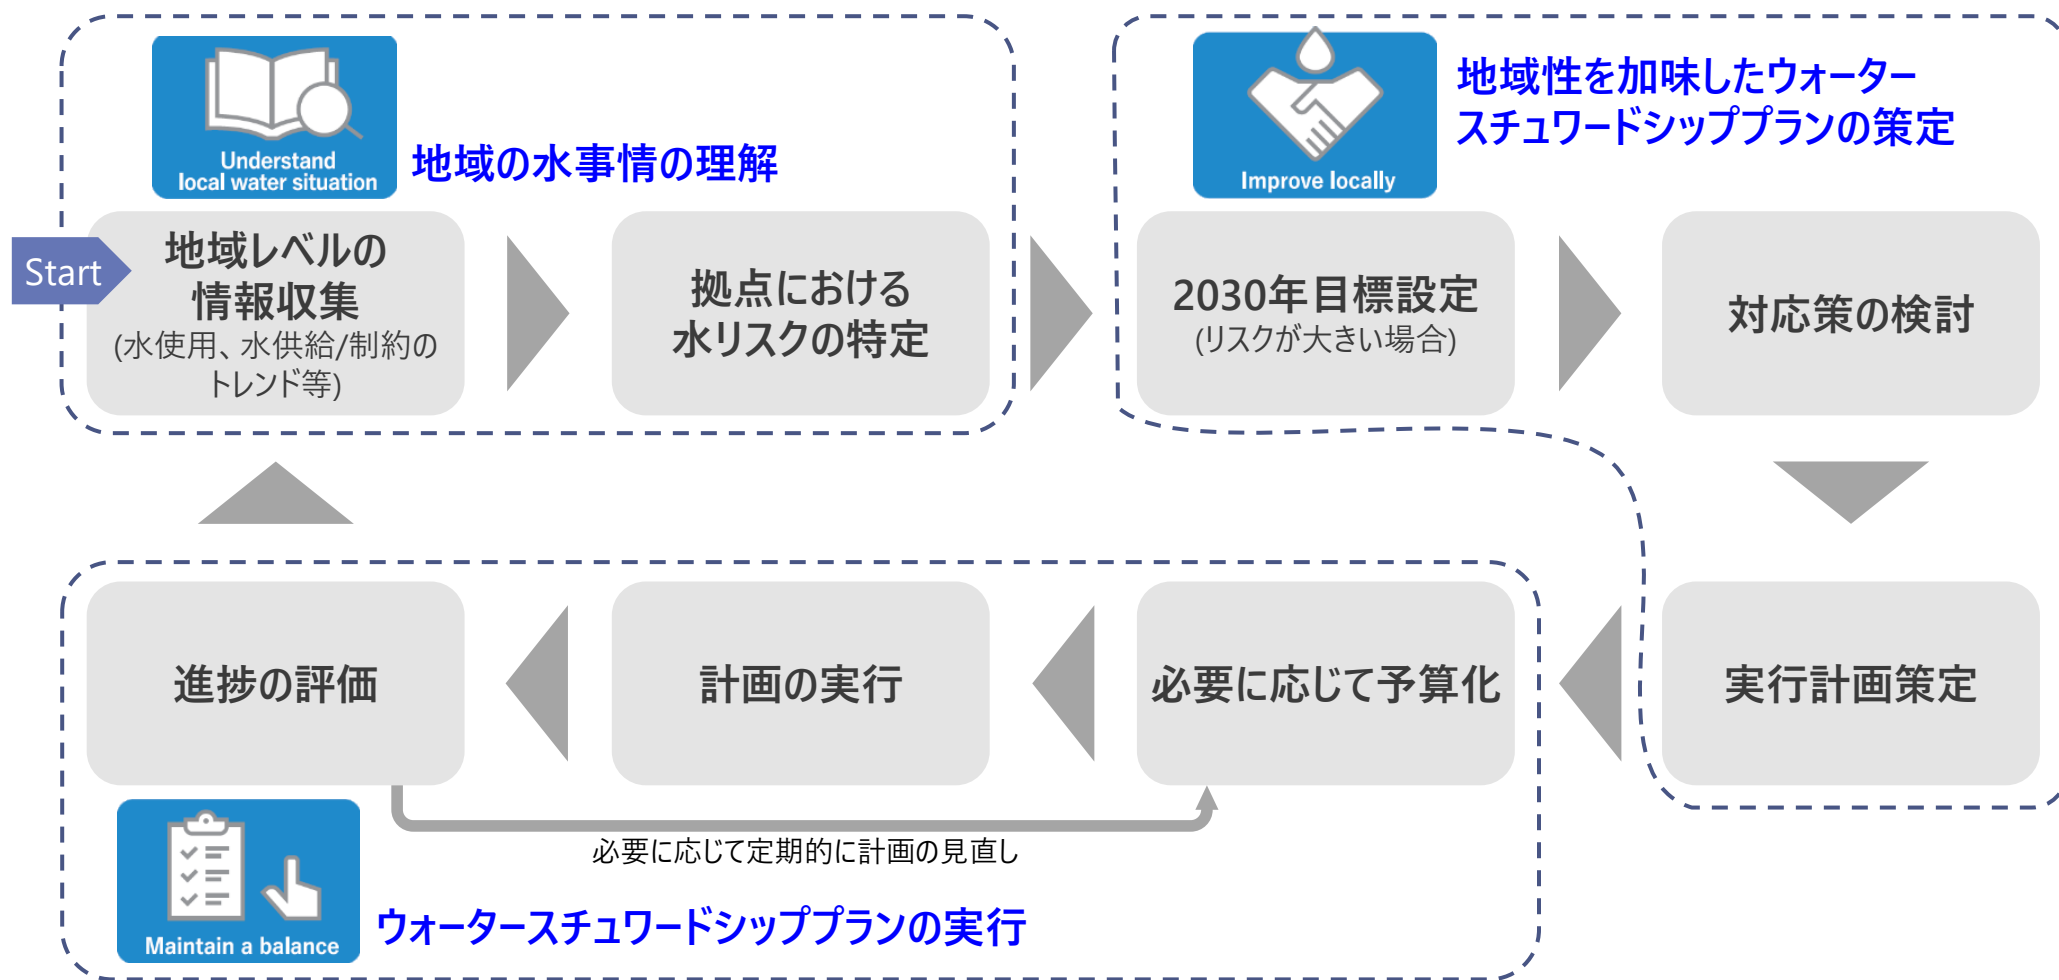 Understand
local water situation
地域の水事情の理解
Improve locally
地域性を加味したウォーター
スチュワードシッププランの策定
Start
地域レベルの
情報収集
(水使用、水供給/制約の
トレンド等)
拠点における
水リスクの特定
2030年目標設定
(リスクが大きい場合)
対応策の検討
進捗の評価
計画の実行
必要に応じて予算化
実行計画策定
必要に応じて定期的に計画の見直し
Maintain a balance
ウォータースチュワードシッププランの実行